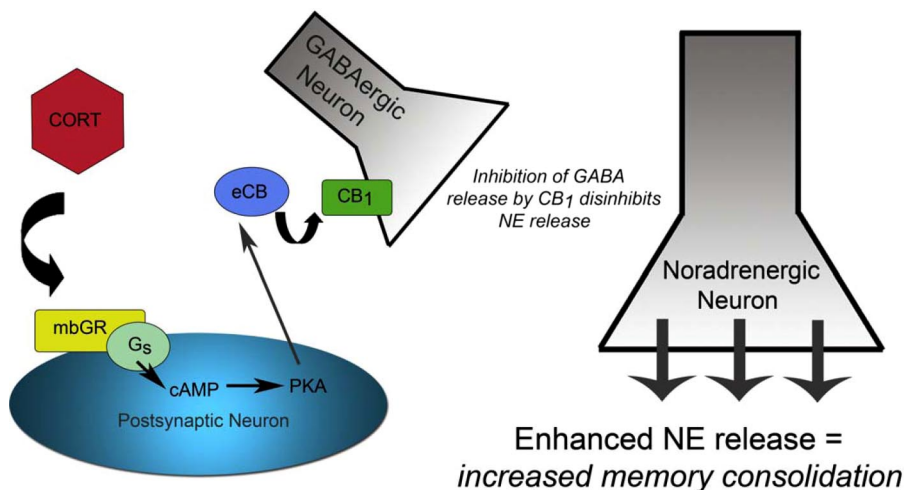 CORT
GABAergic
Neuron
eCB
CB1
Inhibition of GABA
release by CB1 disinhibits
NE release
mbGR
Gs
cAMP
PKA
Postsynaptic Neuron
Noradrenergic
Neuron
Enhanced NE release =
increased memory consolidation